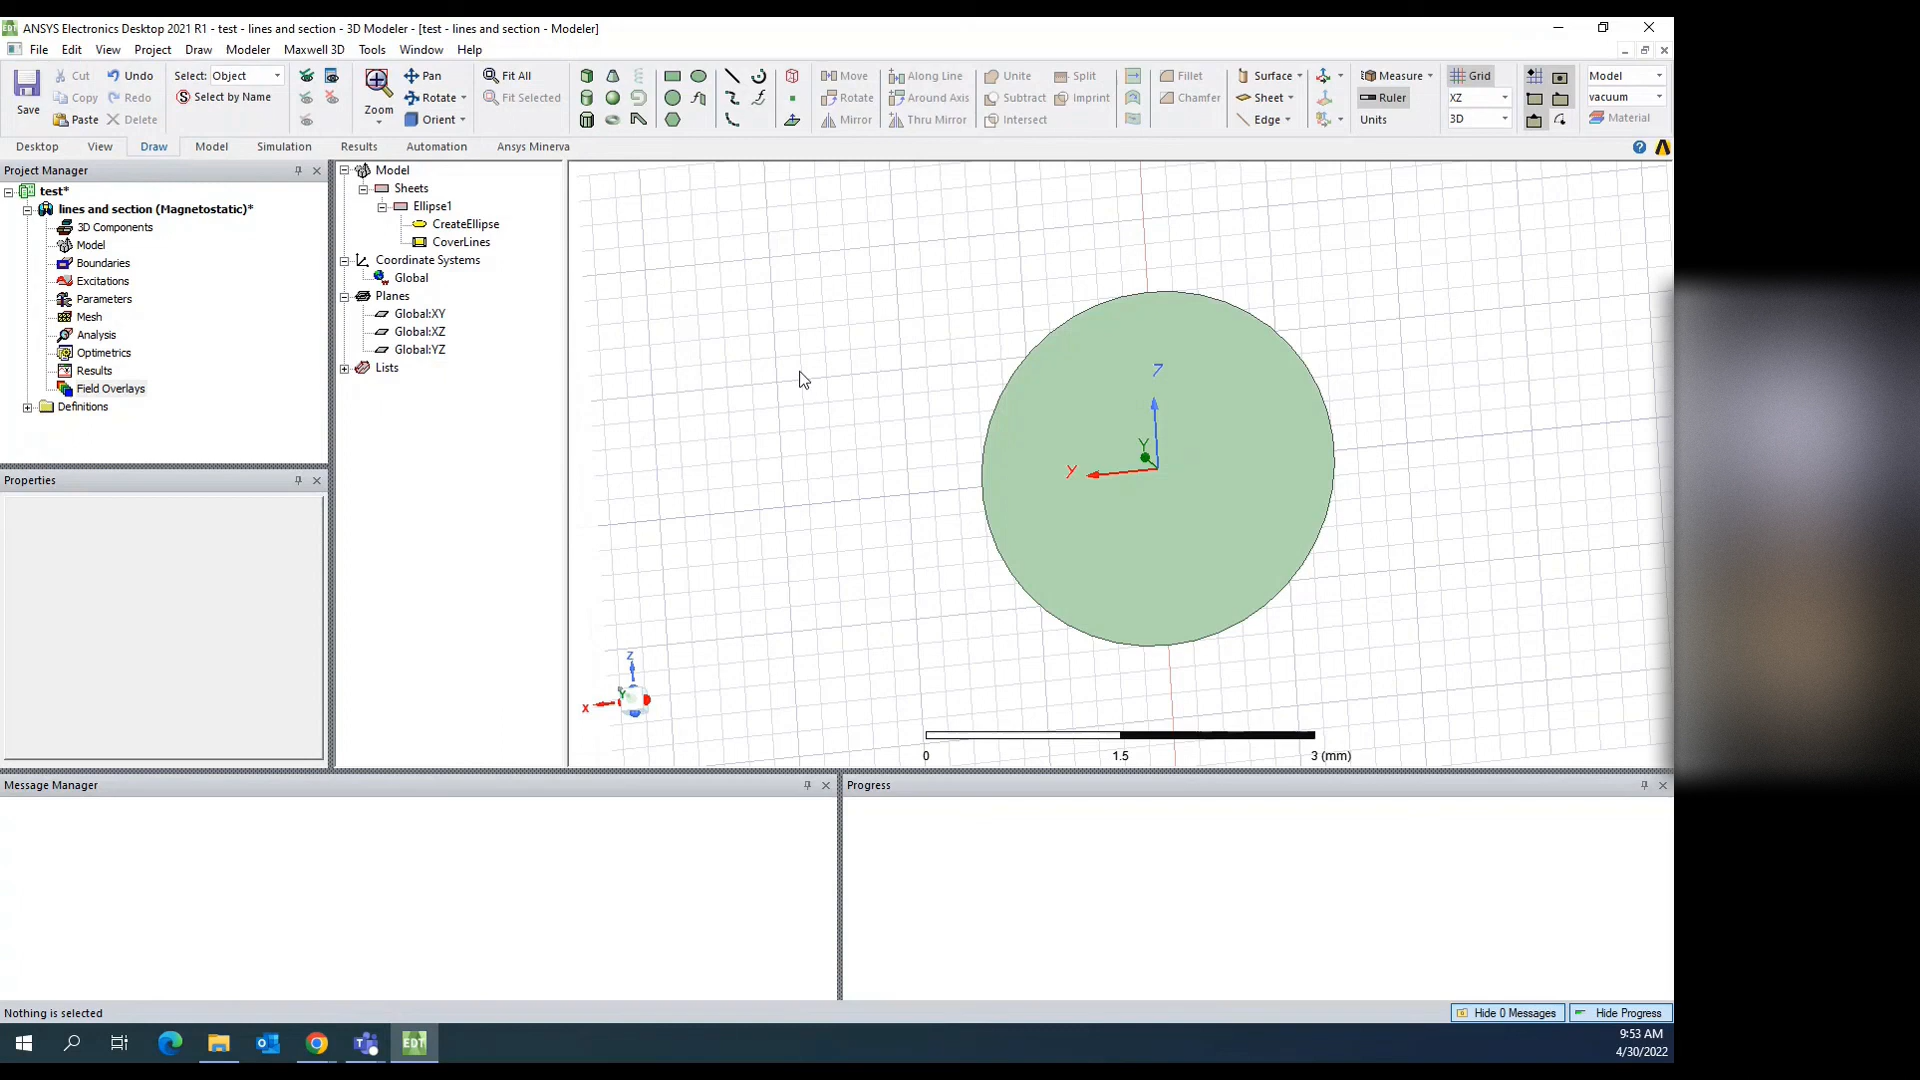 ANSYS Electronics Desktop 2021 R1 - test - lines and section - 3D Modeler - [test - lines and section - Modeler]
File Edit View Project Draw Modeler Maxwell 3D Tools Window Help
Save
Cut
Copy
Paste
Undo
Redo
Delete
Select: Object
Select by Name
Zoom
Pan
Rotate
Orient
Fit All
Fit Selected
Move
Rotate
Mirror
Along Line
Around Axis
Thru Mirror
Unite
Subtract
Intersect
Split
Imprint
Fillet
Chamfer
Surface
Sheet
Edge
Measure
Ruler
Units
Grid
XZ
3D
Model
vacuum
Material
Desktop View Draw Model Simulation Results Automation Ansys Minerva
Project Manager
test*
lines and section (Magnetostatic)*
3D Components
Model
Boundaries
Excitations
Parameters
Mesh
Analysis
Optimetrics
Results
Field Overlays
Definitions
Properties
Model
Sheets
Ellipse1
CreateEllipse
CoverLines
Coordinate Systems
Global
Planes
Global:XY
Global:XZ
Global:YZ
Lists
Z
Y
X
0 1.5 3 (mm)
Message Manager
Progress
Nothing is selected
Hide 0 Messages
Hide Progress
EDT
9:53 AM
4/30/2022